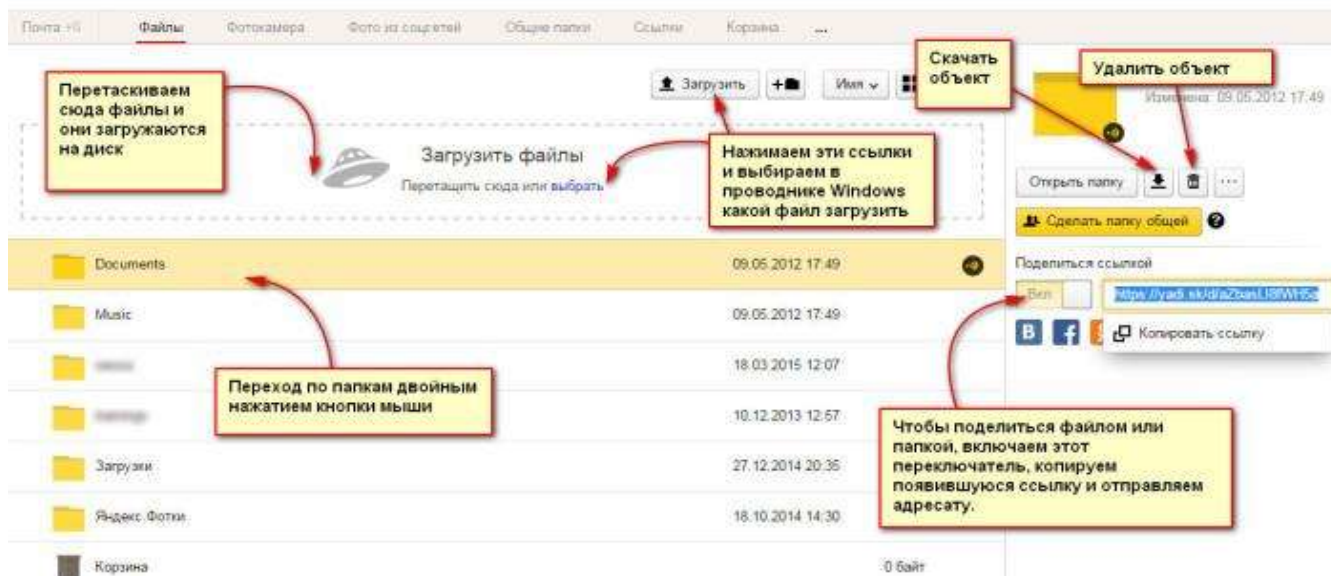 Почта +6 Файлы Фотокамера Фото из соцсетей Общие папки Ссылки Корзина ...
Скачать
объект
Удалить объект
Изменена: 09.05.2012 17:49
Перетаскиваем
сюда файлы и
они загружаются
на диск
Загрузить
Имя
Загрузить файлы
Перетащить сюда или выбрать
Нажимаем эти ссылки
и выбираем в
проводнике Windows
какой файл загрузить
Открыть папку
Сделать папку общей
Поделиться ссылкой
Вкл
Копировать ссылку
Documents 09.05.2012 17:49
Music 09.05.2012 17:49
18.03.2015 12:07
10.12.2013 12:57
Переход по папкам двойным
нажатием кнопки мыши
Чтобы поделиться файлом или
папкой, включаем этот
переключатель, копируем
появившуюся ссылку и отправляем
адресату.
Загрузки 27.12.2014 20:35
Яндекс.Фотки 18.10.2014 14:30
Корзина 0 байт